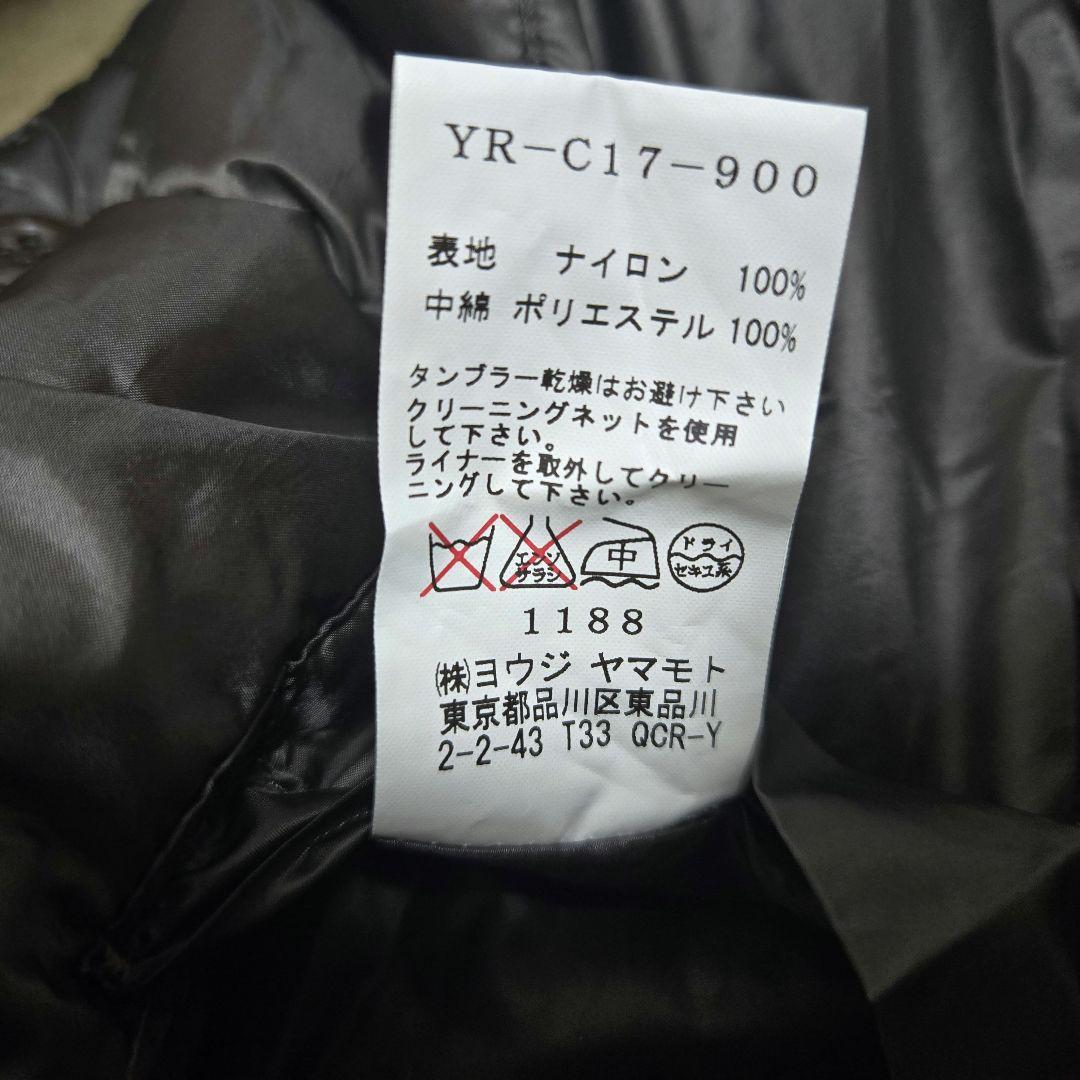 YR−C17−900
表地 ナイロン 100%
中綿 ポリエステル 100%
タンブラー乾燥はお避け下さい
クリーニングネットを使用
して下さい。
ライナーを取外してクリー
ニングして下さい。
エンソ
サラシ
中
ドライ
セキユ系
1188
㈱ヨウジ ヤマモト
東京都品川区東品川
2-2-43 T33 QCR-Y